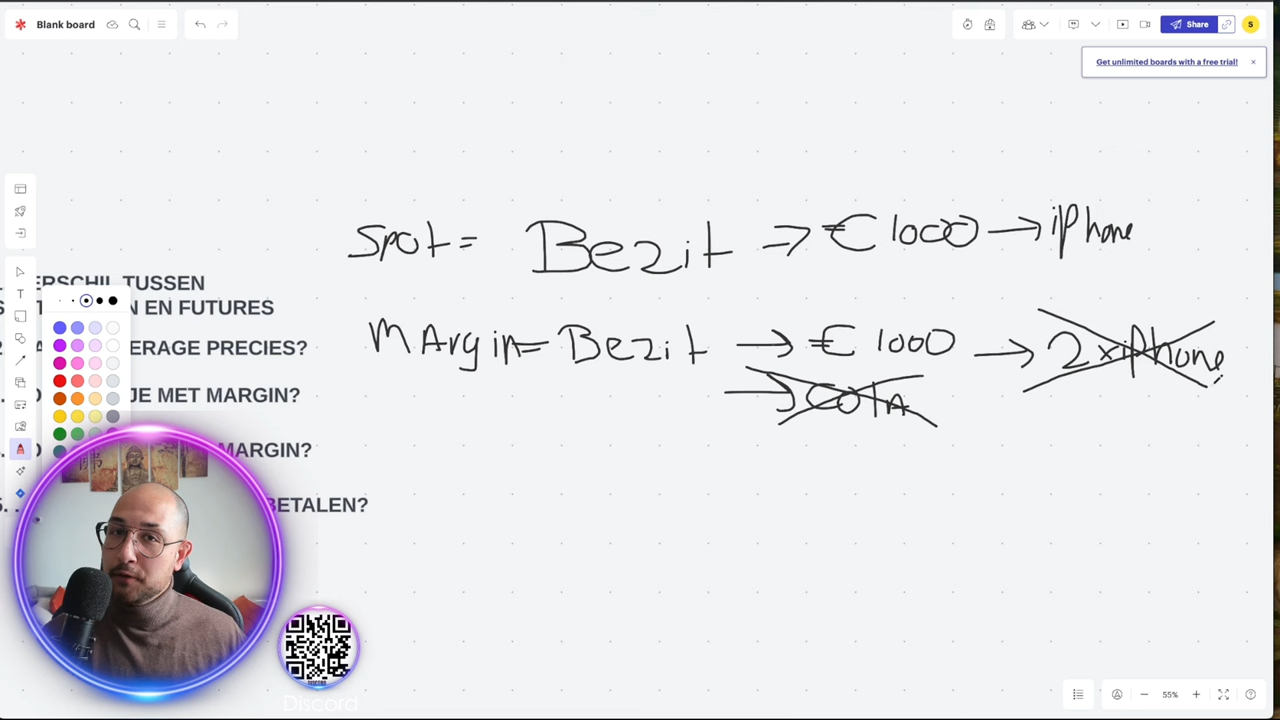 Blank board
Share
S
Get unlimited boards with a free trial!
Spot = Bezit => € 1000 → iPhone
ERSCHIL TUSSEN
EN FUTURES
MArgin= Bezit → € 1000 → 2x iPhone
ERAGE PRECIES?
JE MET MARGIN?
MARGIN?
BETALEN?
Discord
55%